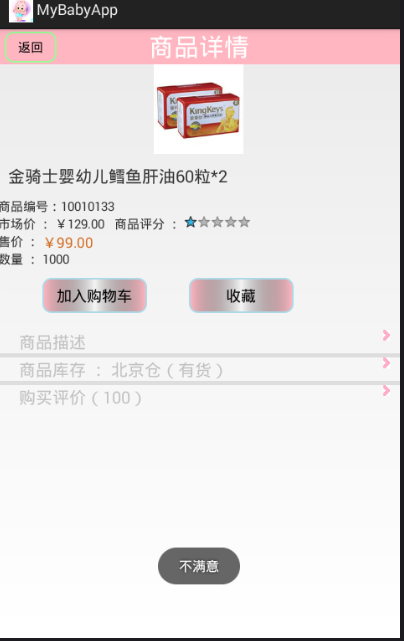 MyBabyApp
返回
商品详情
KingKeys
金骑士婴幼儿鳕鱼肝油60粒*2
商品编号：10010133
市场价 ： ￥129.00 商品评分 ：
售价 ： ￥99.00
数量 ： 1000
加入购物车 收藏
商品描述
商品库存 ： 北京仓（有货）
购买评价（100）
不满意